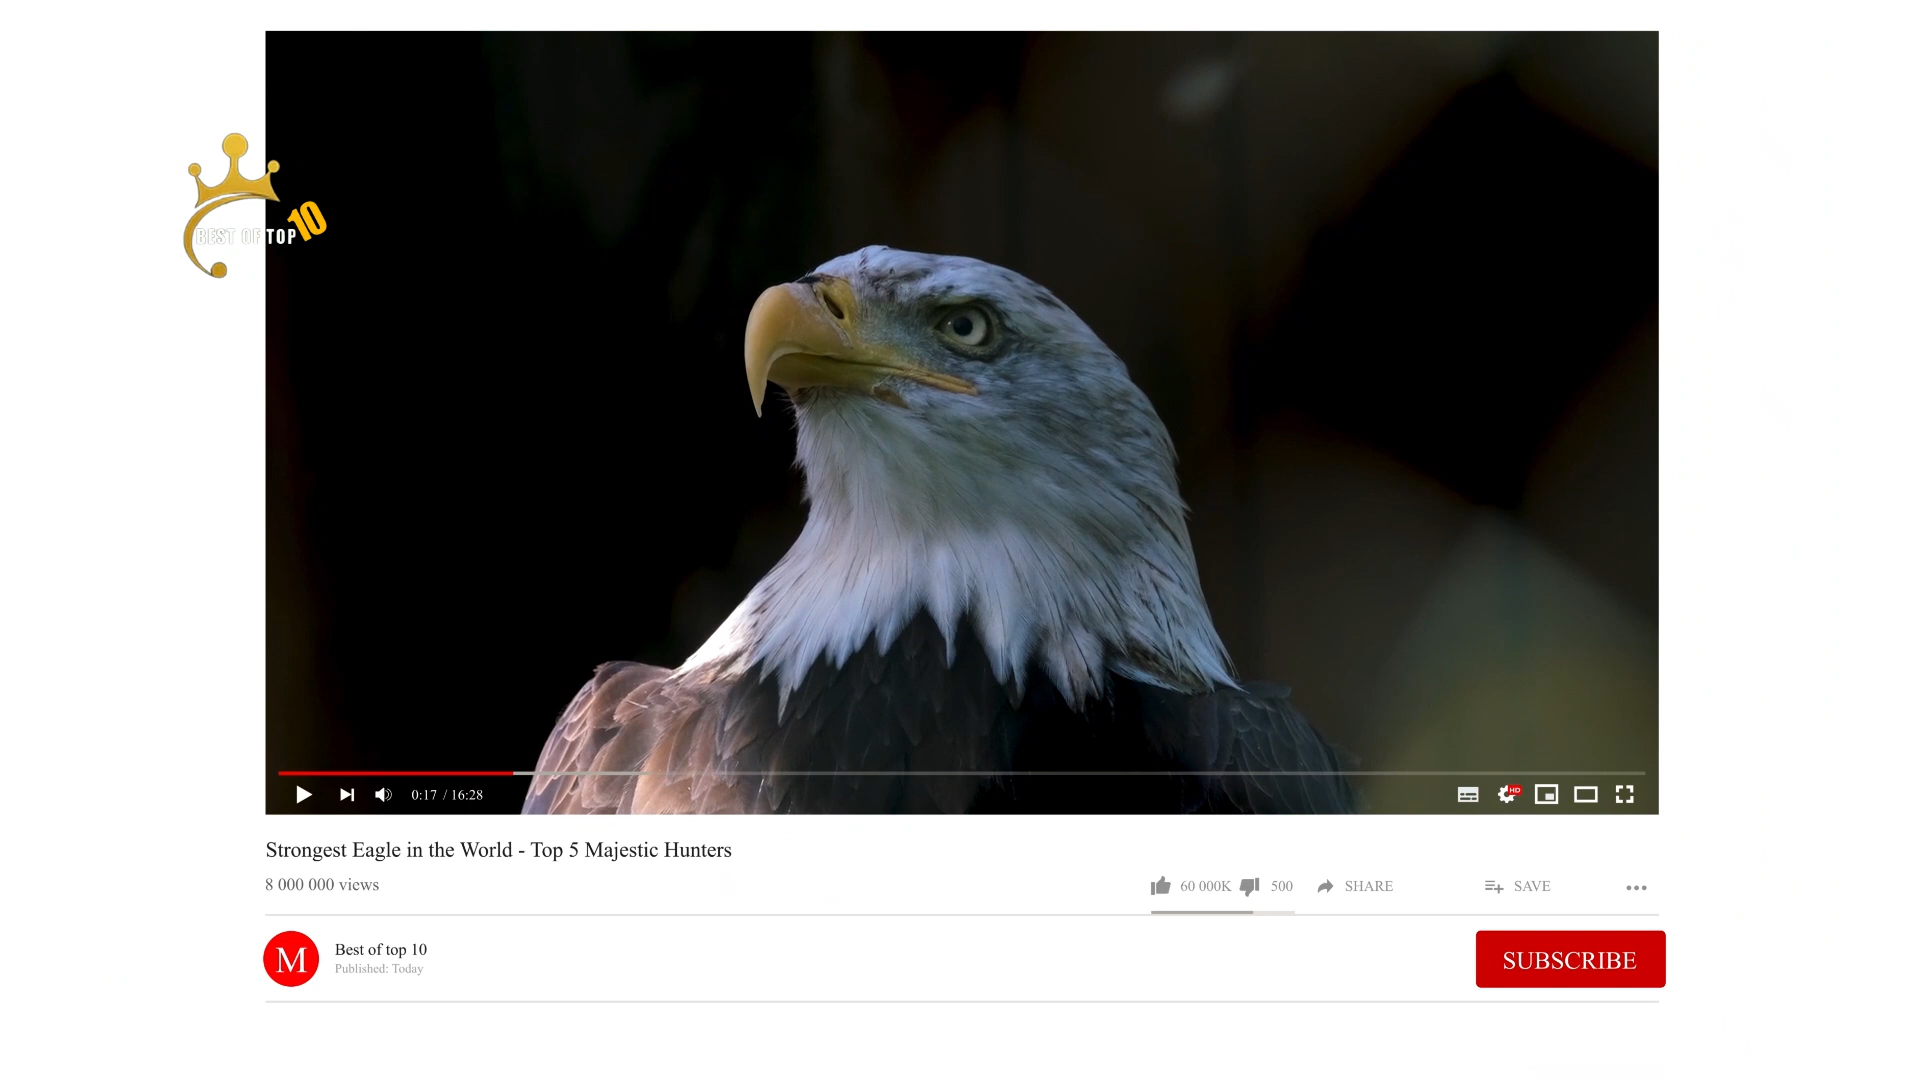 BEST OF TOP 10
HD
0:17 / 16:28
Strongest Eagle in the World - Top 5 Majestic Hunters
8 000 000 views
60 000K 500 SHARE SAVE
M
Best of top 10
Published: Today
SUBSCRIBE